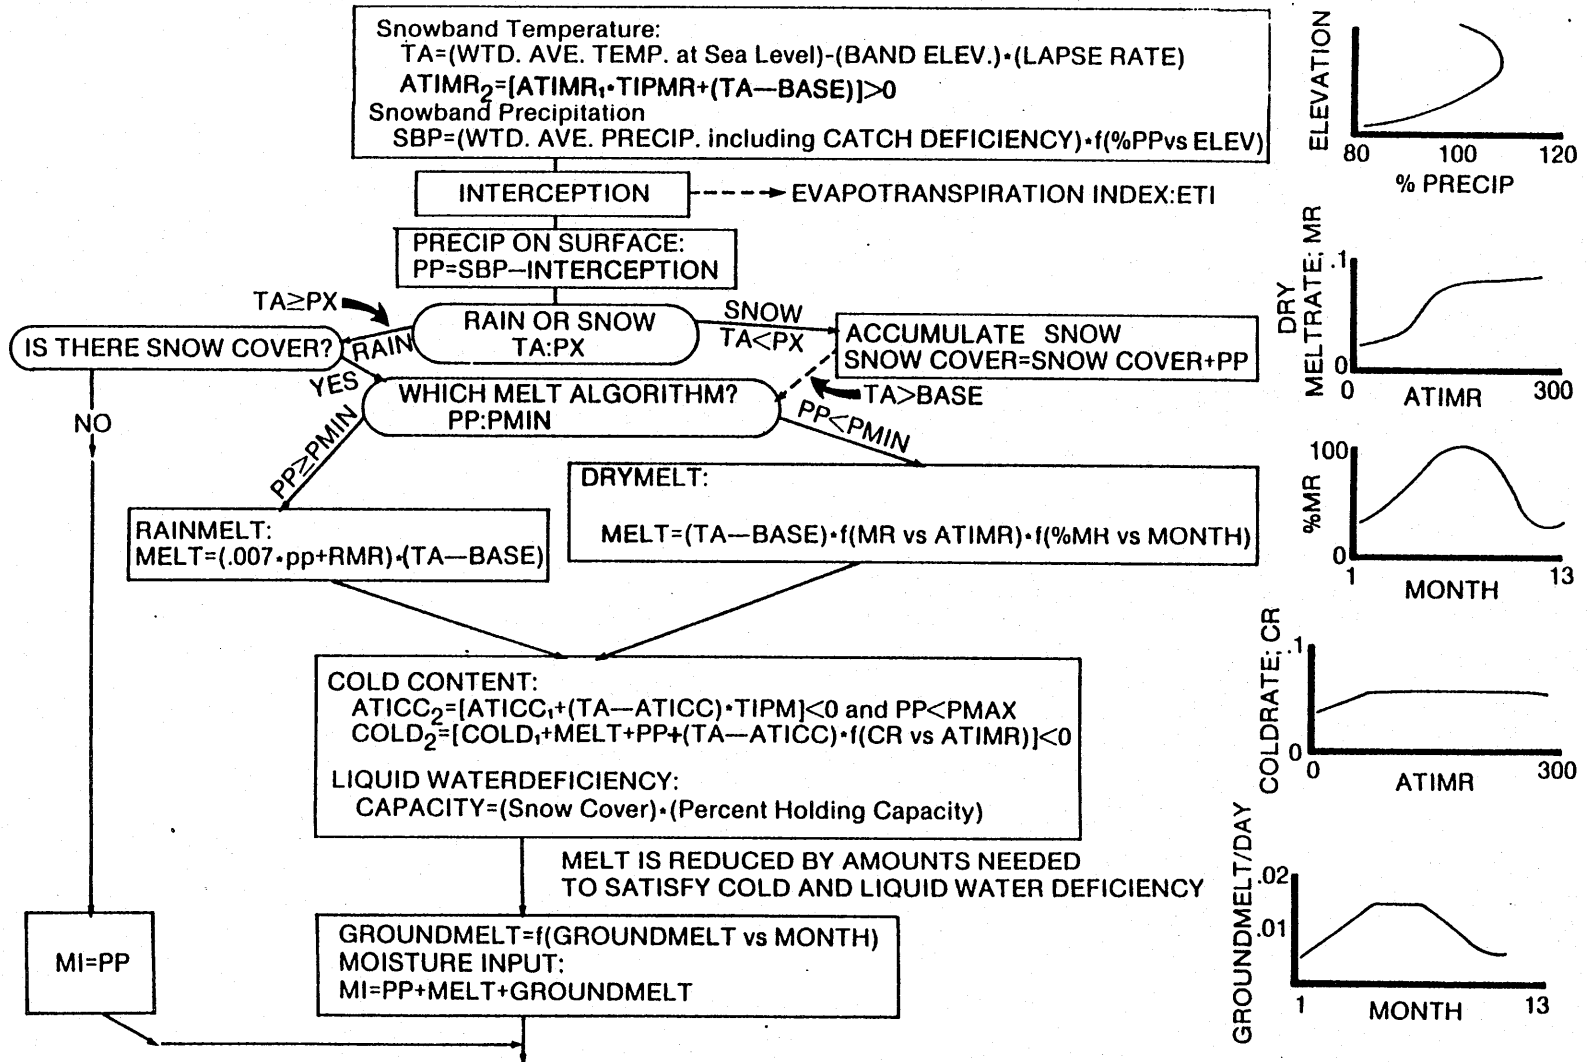 Snowband Temperature:
TA=(WTD. AVE. TEMP. at Sea Level)-(BAND ELEV.)•(LAPSE RATE)
ATIMR₂=[ATIMR₁•TIPMR+(TA—BASE)]>0
Snowband Precipitation
SBP=(WTD. AVE. PRECIP. including CATCH DEFICIENCY)•f(%PPvs ELEV)
INTERCEPTION
EVAPOTRANSPIRATION INDEX:ETI
PRECIP ON SURFACE:
PP=SBP—INTERCEPTION
TA≥PX
RAIN OR SNOW
TA:PX
SNOW
TA<PX
ACCUMULATE SNOW
SNOW COVER=SNOW COVER+PP
IS THERE SNOW COVER?
RAIN
YES
NO
WHICH MELT ALGORITHM?
PP:PMIN
TA>BASE
PP≥PMIN
PP<PMIN
DRYMELT:
MELT=(TA—BASE)•f(MR vs ATIMR)•f(%MR vs MONTH)
RAINMELT:
MELT=(.007•pp+RMR)•(TA—BASE)
COLD CONTENT:
ATICC₂=[ATICC₁+(TA—ATICC)•TIPM]<0 and PP<PMAX
COLD₂=[COLD₁+MELT+PP+(TA—ATICC)•f(CR vs ATIMR)]<0
LIQUID WATERDEFICIENCY:
CAPACITY=(Snow Cover)•(Percent Holding Capacity)
MELT IS REDUCED BY AMOUNTS NEEDED
TO SATISFY COLD AND LIQUID WATER DEFICIENCY
MI=PP
GROUNDMELT=f(GROUNDMELT vs MONTH)
MOISTURE INPUT:
MI=PP+MELT+GROUNDMELT
ELEVATION
80 100 120
% PRECIP
DRY
MELTRATE; MR
.1
0
0 300
ATIMR
%MR
100
0
1 13
MONTH
COLDRATE; CR
.1
0
0 300
ATIMR
GROUNDMELT/DAY
.02
.01
1 MONTH 13